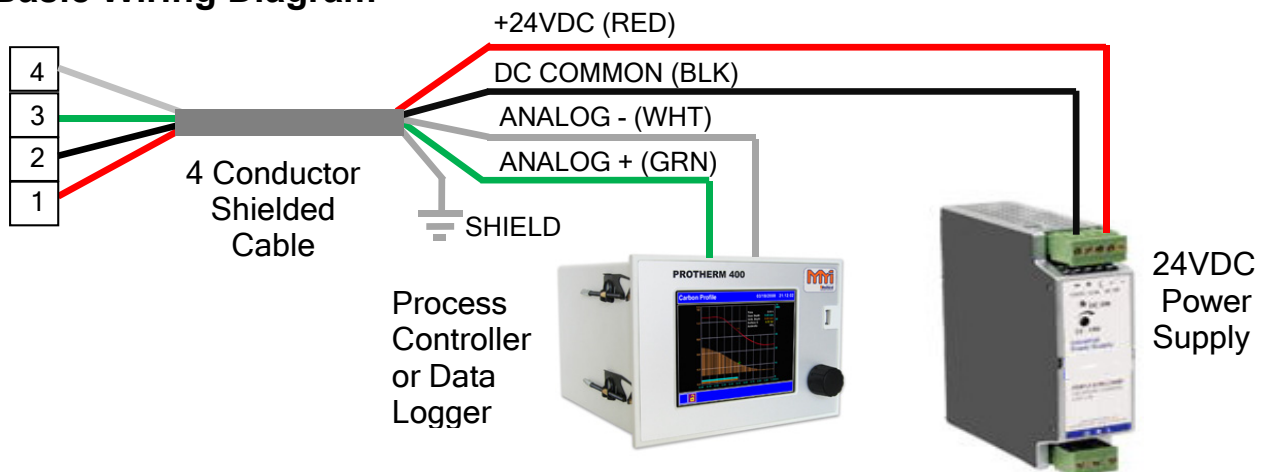 Basic Wiring Diagram
+24VDC (RED)
DC COMMON (BLK)
ANALOG - (WHT)
ANALOG + (GRN)
4
3
2
1
4 Conductor
Shielded
Cable
SHIELD
Process
Controller
or Data
Logger
PROTHERM 400
MMi
Carbon Profile
24VDC
Power
Supply